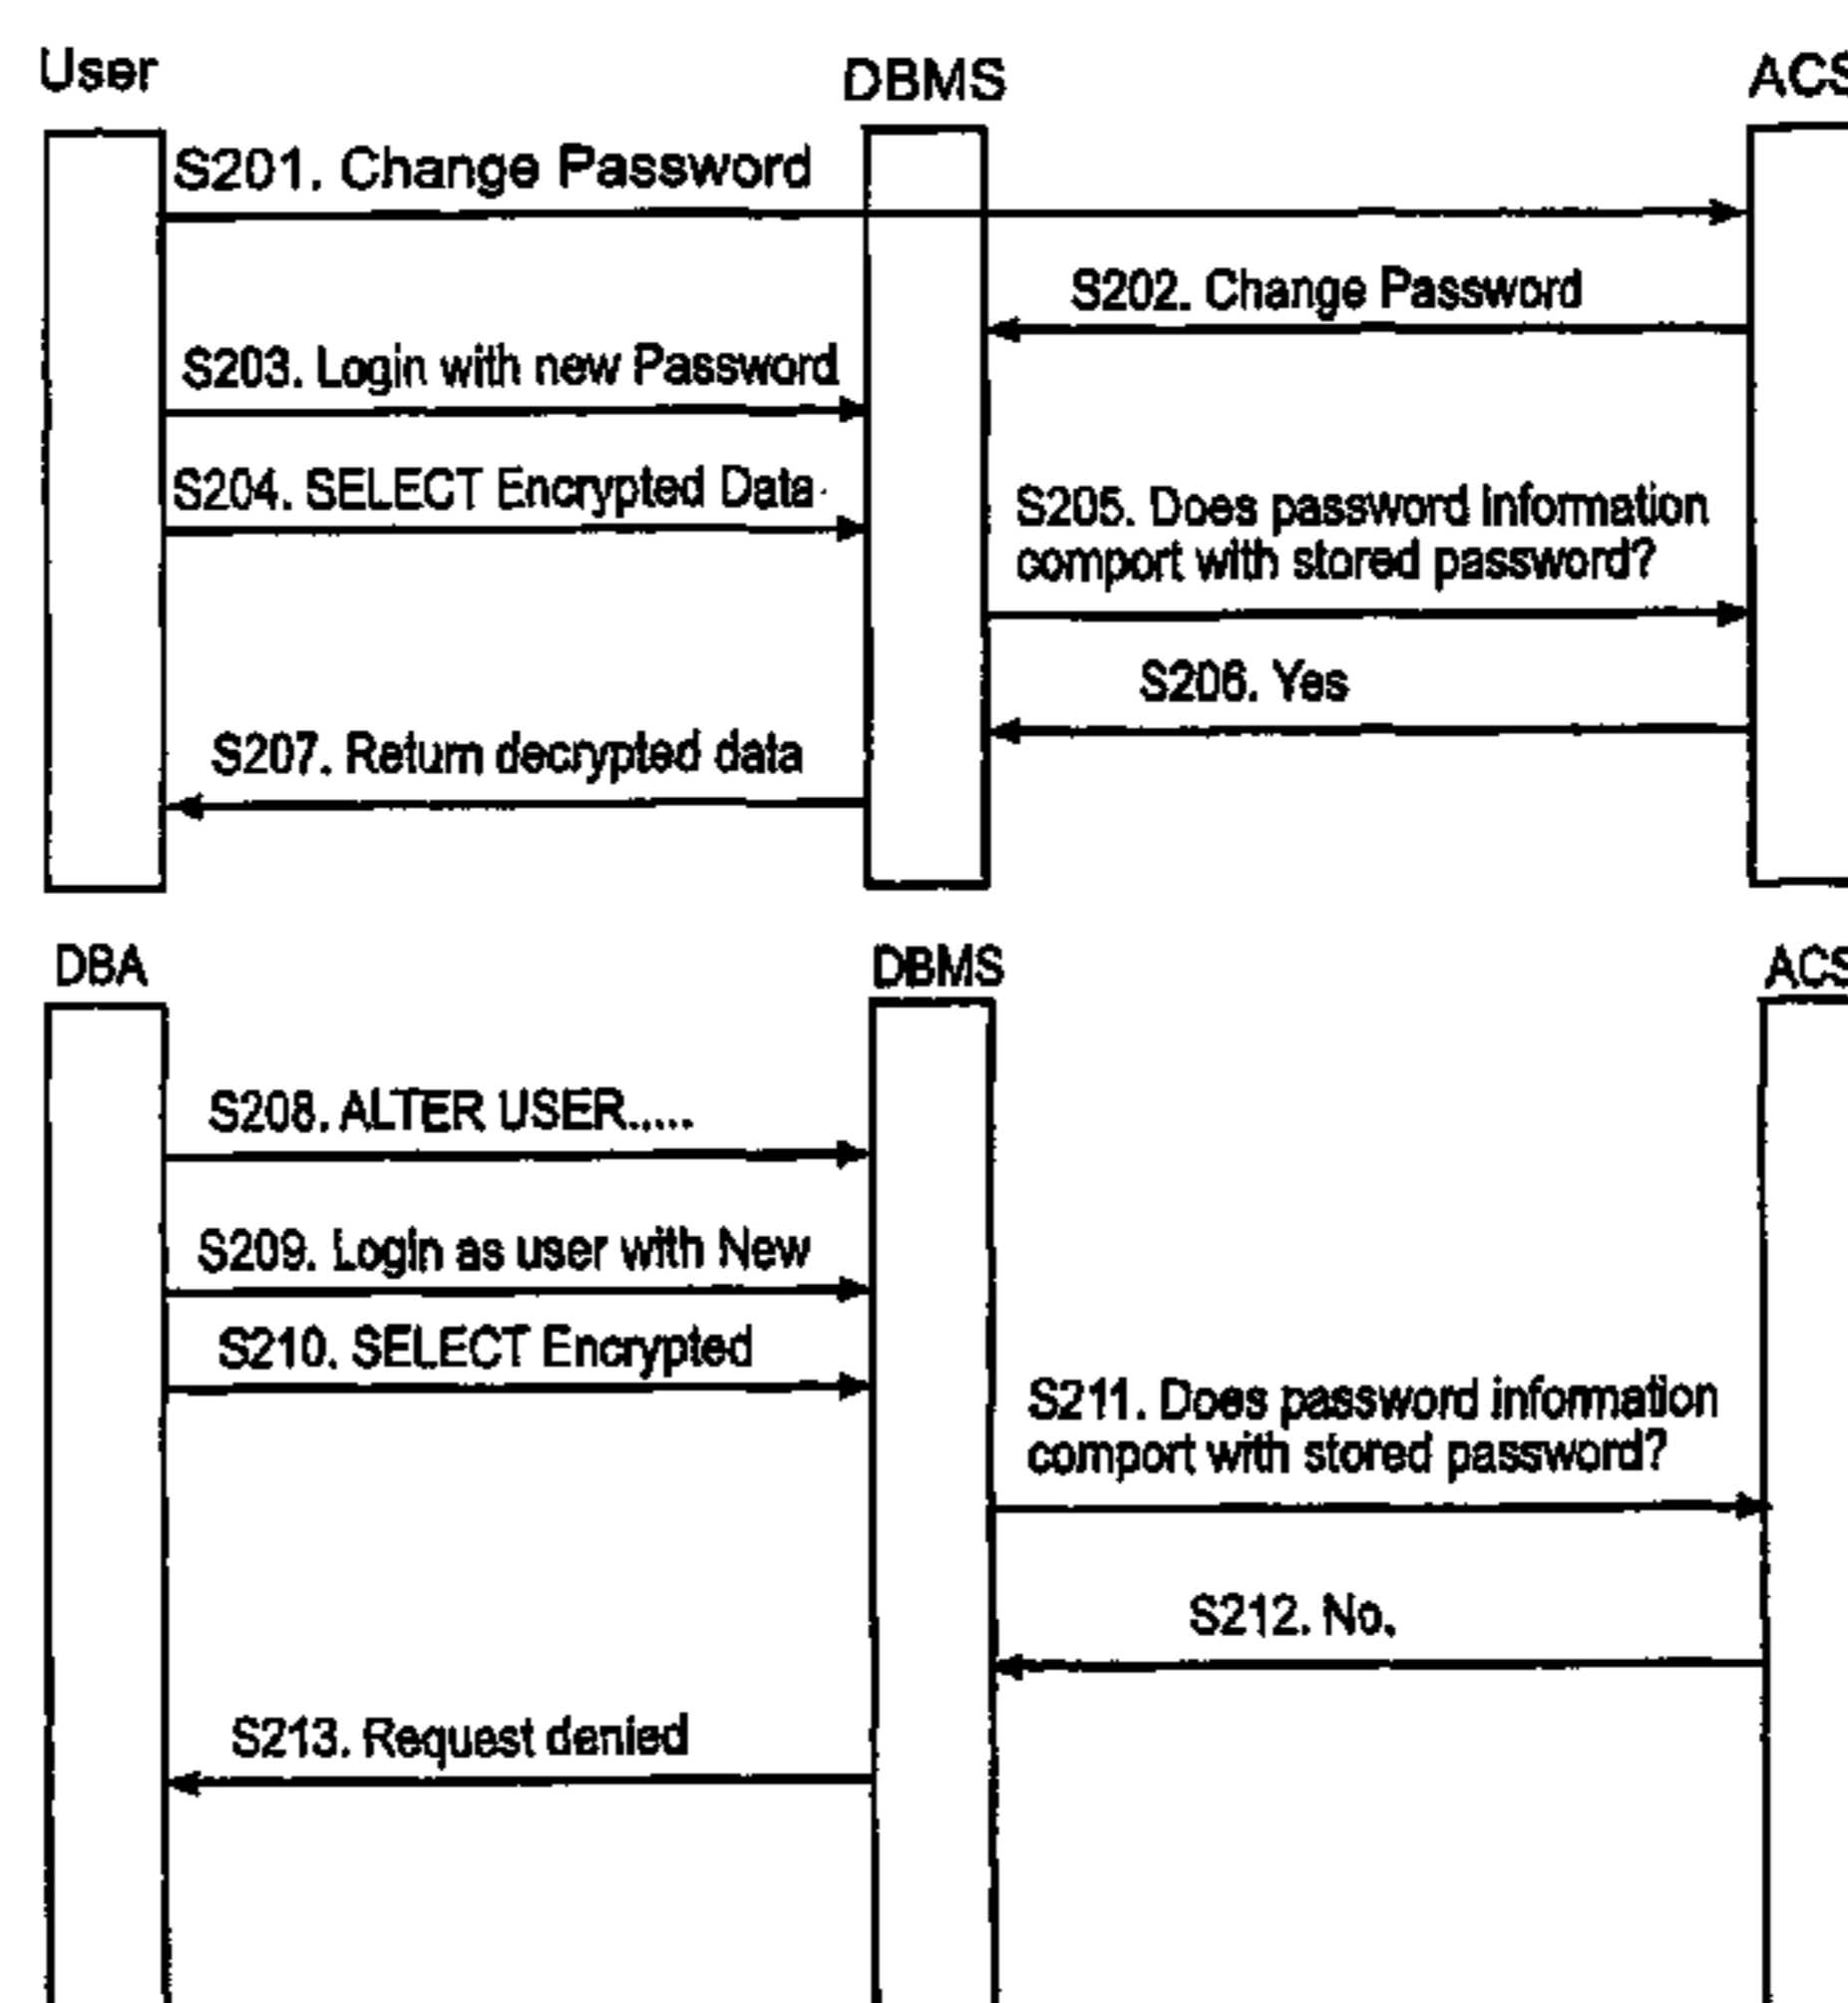 User DBMS ACS
S201. Change Password
S202. Change Password
S203. Login with new Password
S204. SELECT Encrypted Data
S205. Does password information
comport with stored password?
S206. Yes
S207. Return decrypted data
DBA DBMS ACS
S208. ALTER USER.....
S209. Login as user with New
S210. SELECT Encrypted
S211. Does password information
comport with stored password?
S212. No.
S213. Request denied